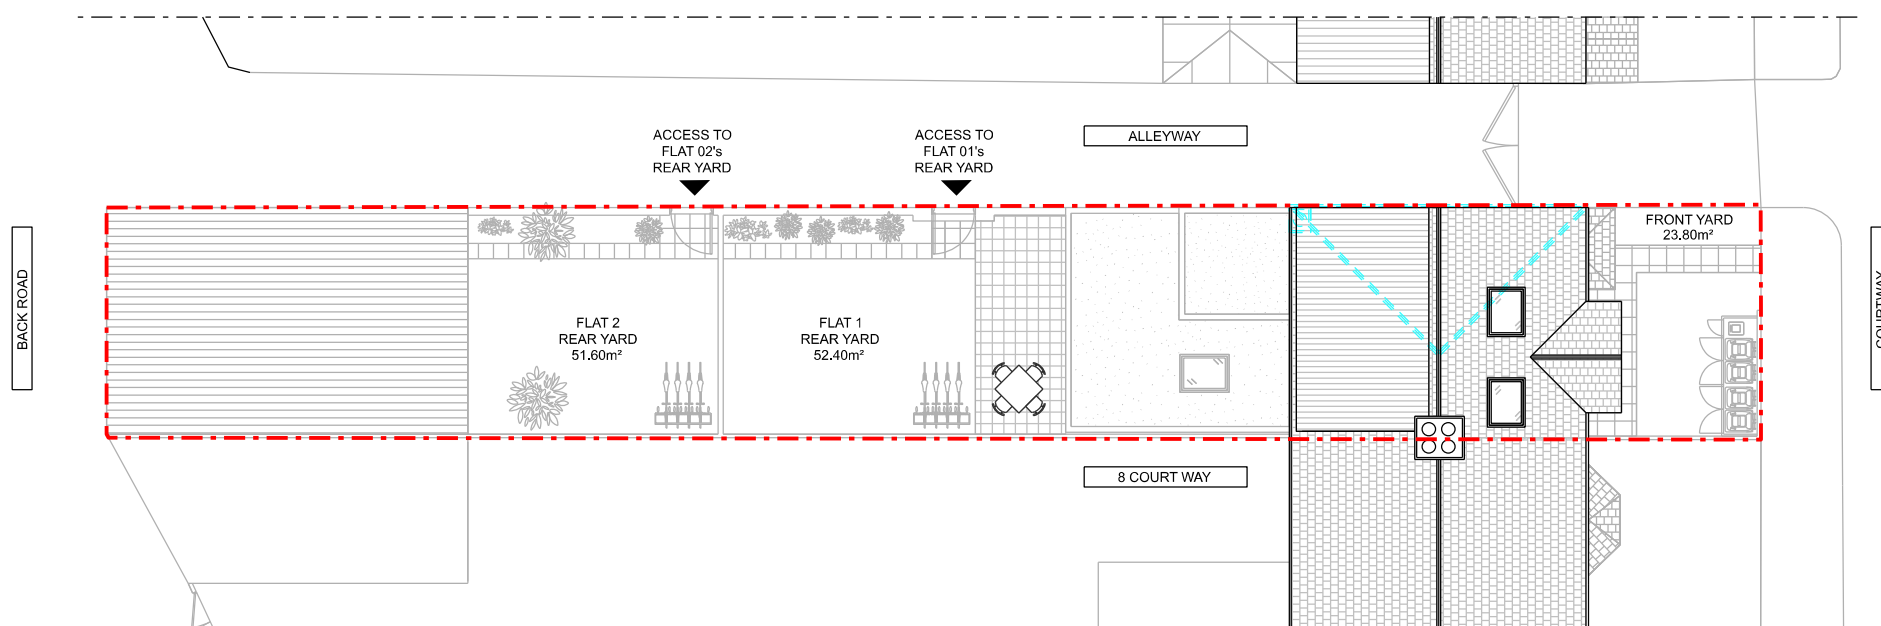 ACCESS TO
FLAT 02's
REAR YARD
ACCESS TO
FLAT 01's
REAR YARD
ALLEYWAY
FRONT YARD
23.80m²
BACK ROAD
COURTWAY
FLAT 2
REAR YARD
51.60m²
FLAT 1
REAR YARD
52.40m²
8 COURT WAY